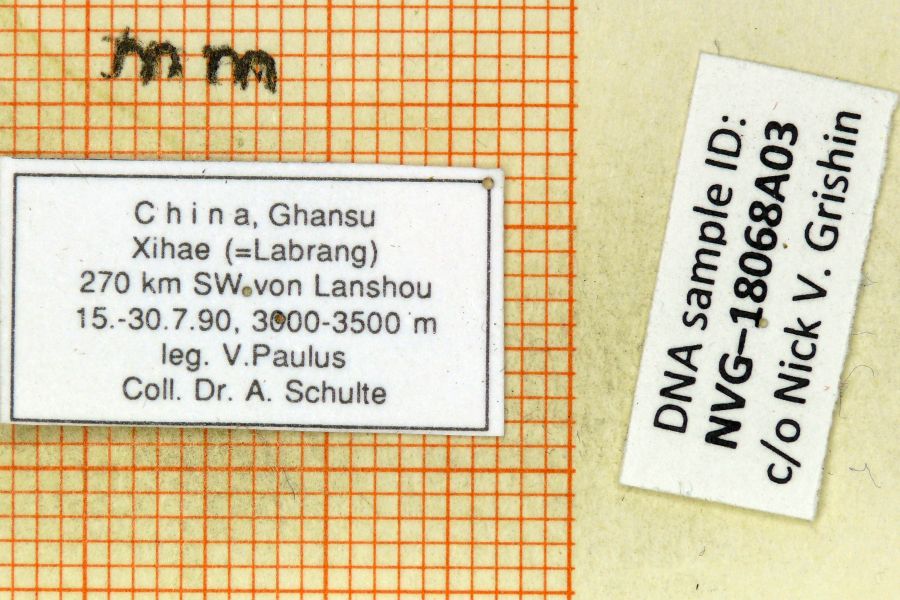 mm
China, Ghansu
Xihae (=Labrang)
270 km SW von Lanshou
15.-30.7.90, 3000-3500 m
leg. V.Paulus
Coll. Dr. A. Schulte
DNA sample ID:
NVG–18068A03
c/o Nick V. Grishin